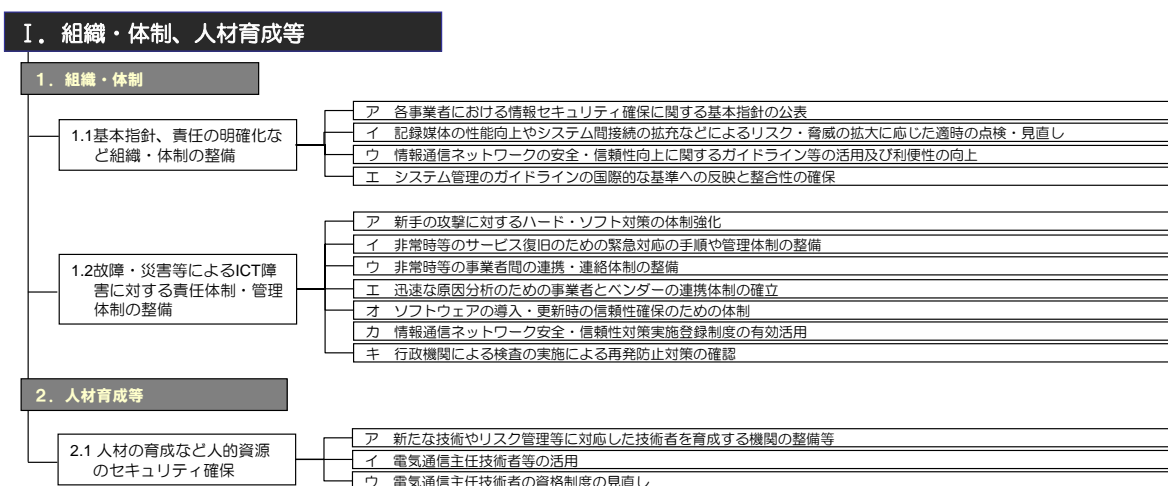 Ⅰ．組織・体制、人材育成等
1．組織・体制
1.1基本指針、責任の明確化な
ど組織・体制の整備
ア　各事業者における情報セキュリティ確保に関する基本指針の公表
イ　記録媒体の性能向上やシステム間接続の拡充などによるリスク・脅威の拡大に応じた適時の点検・見直し
ウ　情報通信ネットワークの安全・信頼性向上に関するガイドライン等の活用及び利便性の向上
エ　システム管理のガイドラインの国際的な基準への反映と整合性の確保
1.2故障・災害等によるICT障
害に対する責任体制・管理
体制の整備
ア　新手の攻撃に対するハード・ソフト対策の体制強化
イ　非常時等のサービス復旧のための緊急対応の手順や管理体制の整備
ウ　非常時等の事業者間の連携・連絡体制の整備
エ　迅速な原因分析のための事業者とベンダーの連携体制の確立
オ　ソフトウェアの導入・更新時の信頼性確保のための体制
カ　情報通信ネットワーク安全・信頼性対策実施登録制度の有効活用
キ　行政機関による検査の実施による再発防止対策の確認
2．人材育成等
2.1 人材の育成など人的資源
のセキュリティ確保
ア　新たな技術やリスク管理等に対応した技術者を育成する機関の整備等
イ　電気通信主任技術者等の活用
ウ　電気通信主任技術者の資格制度の見直し